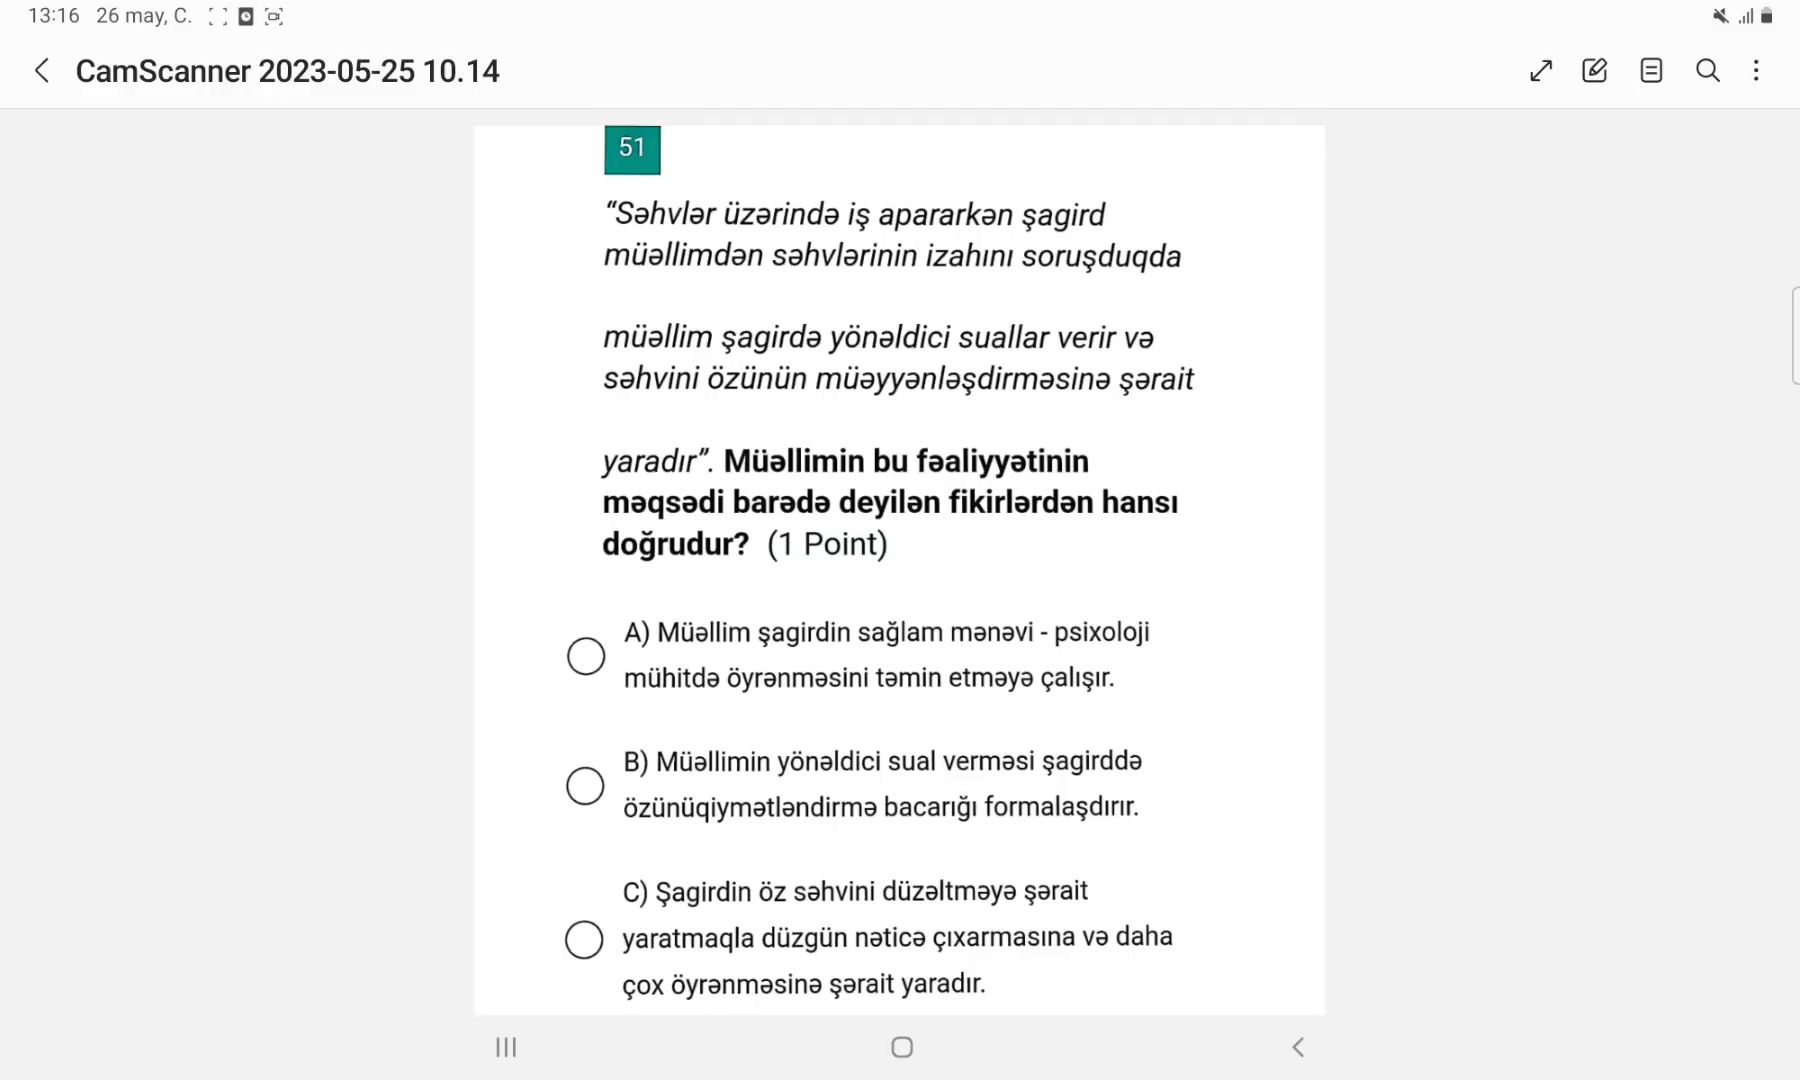 13:16 26 may, C.
CamScanner 2023-05-25 10.14
51
“Səhvlər üzərində iş apararkən şagird
müəllimdən səhvlərinin izahını soruşduqda
müəllim şagirdə yönəldici suallar verir və
səhvini özünün müəyyənləşdirməsinə şərait
yaradır”. Müəllimin bu fəaliyyətinin
məqsədi barədə deyilən fikirlərdən hansı
doğrudur? (1 Point)
A) Müəllim şagirdin sağlam mənəvi - psixoloji
mühitdə öyrənməsini təmin etməyə çalışır.
B) Müəllimin yönəldici sual verməsi şagirddə
özünüqiymətləndirmə bacarığı formalaşdırır.
C) Şagirdin öz səhvini düzəltməyə şərait
yaratmaqla düzgün nəticə çıxarmasına və daha
çox öyrənməsinə şərait yaradır.